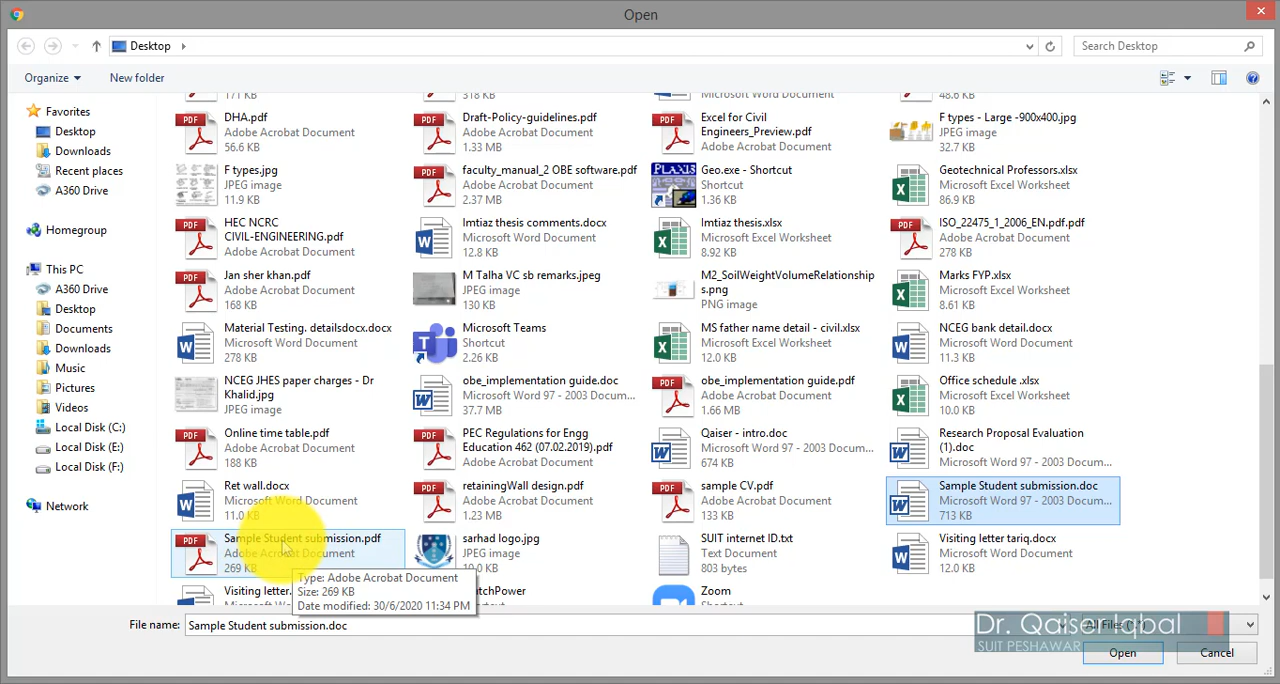 Open
Desktop
Search Desktop
Organize
New folder
Favorites
Desktop
Downloads
Recent places
A360 Drive
Homegroup
This PC
A360 Drive
Desktop
Documents
Downloads
Music
Pictures
Videos
Local Disk (C:)
Local Disk (E:)
Local Disk (F:)
Network
171 KB
318 KB
Microsoft Word Document
48.6 KB
DHA.pdf
Adobe Acrobat Document
56.6 KB
Draft-Policy-guidelines.pdf
Adobe Acrobat Document
1.33 MB
Excel for Civil
Engineers_Preview.pdf
Adobe Acrobat Document
F types - Large -900x400.jpg
JPEG image
32.7 KB
F types.jpg
JPEG image
11.9 KB
faculty_manual_2 OBE software.pdf
Adobe Acrobat Document
2.37 MB
PLAXIS
Geo.exe - Shortcut
Shortcut
1.36 KB
Geotechnical Professors.xlsx
Microsoft Excel Worksheet
86.9 KB
HEC NCRC
CIVIL-ENGINEERING.pdf
Adobe Acrobat Document
Imtiaz thesis comments.docx
Microsoft Word Document
12.8 KB
Imtiaz thesis.xlsx
Microsoft Excel Worksheet
8.92 KB
ISO_22475_1_2006_EN.pdf.pdf
Adobe Acrobat Document
278 KB
Jan sher khan.pdf
Adobe Acrobat Document
168 KB
M Talha VC sb remarks.jpeg
JPEG image
130 KB
M2_SoilWeightVolumeRelationship
s.png
PNG image
Marks FYP.xlsx
Microsoft Excel Worksheet
8.61 KB
Material Testing. detailsdocx.docx
Microsoft Word Document
278 KB
Microsoft Teams
Shortcut
2.26 KB
MS father name detail - civil.xlsx
Microsoft Excel Worksheet
12.0 KB
NCEG bank detail.docx
Microsoft Word Document
11.3 KB
NCEG JHES paper charges - Dr
Khalid.jpg
JPEG image
obe_implementation guide.doc
Microsoft Word 97 - 2003 Docum...
37.7 MB
obe_implementation guide.pdf
Adobe Acrobat Document
1.66 MB
Office schedule .xlsx
Microsoft Excel Worksheet
10.0 KB
Online time table.pdf
Adobe Acrobat Document
188 KB
PEC Regulations for Engg
Education 462 (07.02.2019).pdf
Adobe Acrobat Document
Qaiser - intro.doc
Microsoft Word 97 - 2003 Docum...
674 KB
Research Proposal Evaluation
(1).doc
Microsoft Word 97 - 2003 Docum...
Ret wall.docx
Microsoft Word Document
11.0 KB
retainingWall design.pdf
Adobe Acrobat Document
1.23 MB
sample CV.pdf
Adobe Acrobat Document
133 KB
Sample Student submission.doc
Microsoft Word 97 - 2003 Docum...
713 KB
Sample Student submission.pdf
Adobe Acrobat Document
269 KB
sarhad logo.jpg
JPEG image
SUIT internet ID.txt
Text Document
803 bytes
Visiting letter tariq.docx
Microsoft Word Document
12.0 KB
Type: Adobe Acrobat Document
Size: 269 KB
Date modified: 30/6/2020 11:34 PM
Visiting letter.
Zoom
Shortcut
File name:
Sample Student submission.doc
All Files (*.*)
Dr. Qaiser Iqbal
SUIT PESHAWAR
Open
Cancel